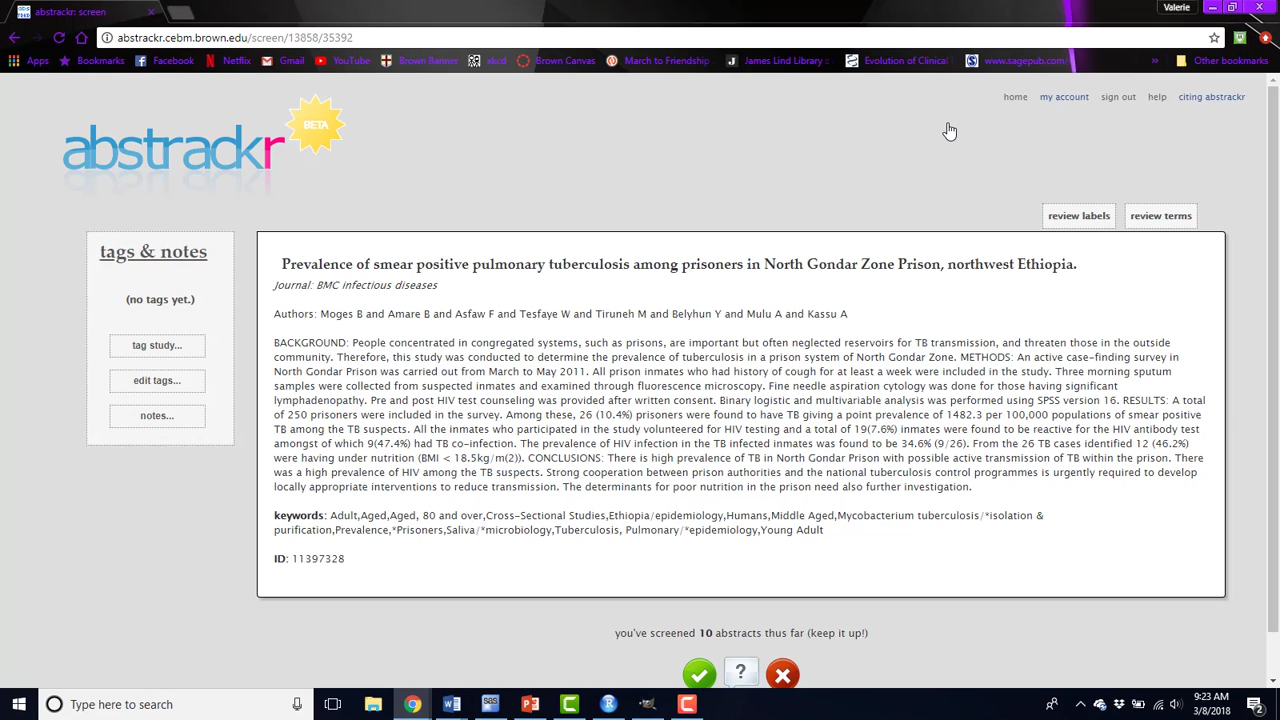 abstrackr: screen
Valerie
abstrackr.cebm.brown.edu/screen/13858/35392
Apps Bookmarks Facebook Netflix Gmail YouTube Brown Banner xkcd Brown Canvas March to Friendship James Lind Library Evolution of Clinical www.sagepub.com/ » Other bookmarks
home my account sign out help citing abstrackr
abstrackr BETA
review labels review terms
tags & notes
(no tags yet.)
tag study...
edit tags...
notes...
Prevalence of smear positive pulmonary tuberculosis among prisoners in North Gondar Zone Prison, northwest Ethiopia.
Journal: BMC infectious diseases
Authors: Moges B and Amare B and Asfaw F and Tesfaye W and Tiruneh M and Belyhun Y and Mulu A and Kassu A
BACKGROUND: People concentrated in congregated systems, such as prisons, are important but often neglected reservoirs for TB transmission, and threaten those in the outside
community. Therefore, this study was conducted to determine the prevalence of tuberculosis in a prison system of North Gondar Zone. METHODS: An active case-finding survey in
North Gondar Prison was carried out from March to May 2011. All prison inmates who had history of cough for at least a week were included in the study. Three morning sputum
samples were collected from suspected inmates and examined through fluorescence microscopy. Fine needle aspiration cytology was done for those having significant
lymphadenopathy. Pre and post HIV test counseling was provided after written consent. Binary logistic and multivariable analysis was performed using SPSS version 16. RESULTS: A total
of 250 prisoners were included in the survey. Among these, 26 (10.4%) prisoners were found to have TB giving a point prevalence of 1482.3 per 100,000 populations of smear positive
TB among the TB suspects. All the inmates who participated in the study volunteered for HIV testing and a total of 19(7.6%) inmates were found to be reactive for the HIV antibody test
amongst of which 9(47.4%) had TB co-infection. The prevalence of HIV infection in the TB infected inmates was found to be 34.6% (9/26). From the 26 TB cases identified 12 (46.2%)
were having under nutrition (BMI < 18.5kg/m(2)). CONCLUSIONS: There is high prevalence of TB in North Gondar Prison with possible active transmission of TB within the prison. There
was a high prevalence of HIV among the TB suspects. Strong cooperation between prison authorities and the national tuberculosis control programmes is urgently required to develop
locally appropriate interventions to reduce transmission. The determinants for poor nutrition in the prison need also further investigation.
keywords: Adult,Aged,Aged, 80 and over,Cross-Sectional Studies,Ethiopia/epidemiology,Humans,Middle Aged,Mycobacterium tuberculosis/*isolation &
purification,Prevalence,*Prisoners,Saliva/*microbiology,Tuberculosis, Pulmonary/*epidemiology,Young Adult
ID: 11397328
you've screened 10 abstracts thus far (keep it up!)
?
Type here to search
9:23 AM
3/8/2018
2